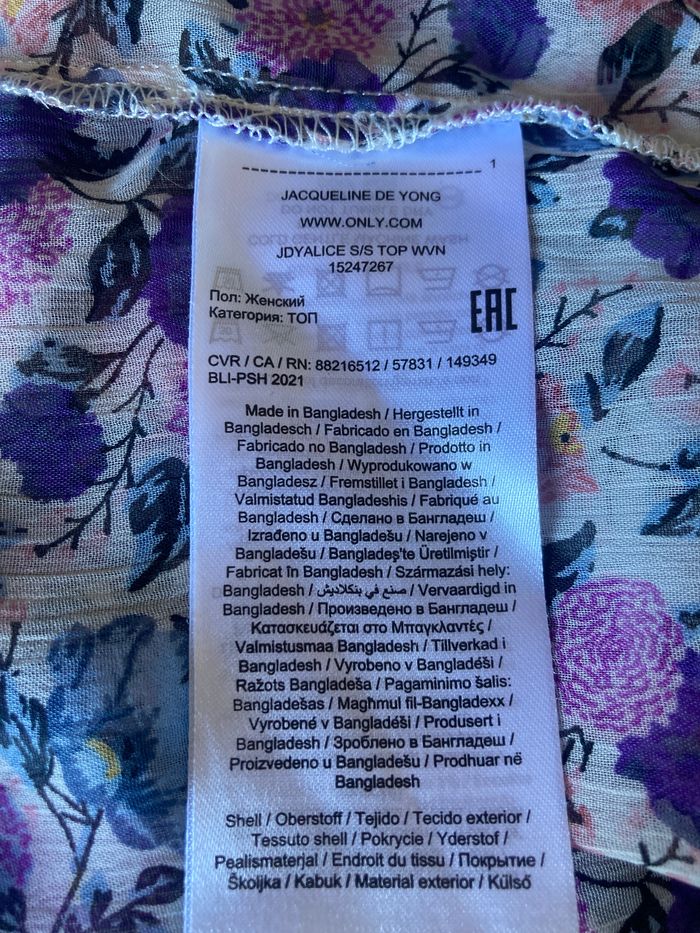 1
JACQUELINE DE YONG
WWW.ONLY.COM
JDYALICE S/S TOP WVN
15247267
Пол: Женский
Категория: ТОП
EAC
CVR / CA / RN: 88216512 / 57831 / 149349
BLI-PSH 2021
Made in Bangladesh / Hergestellt in
Bangladesch / Fabricado en Bangladesh /
Fabricado no Bangladesh / Prodotto in
Bangladesh / Wyprodukowano w
Bangladesz / Fremstillet i Bangladesh /
Valmistatud Bangladeshis / Fabriqué au
Bangladesh / Сделано в Бангладеш /
Izrađeno u Bangladešu / Narejeno v
Bangladešu / Bangladeş'te Üretilmiştir /
Fabricat în Bangladesh / Származási hely:
Bangladesh / صنع في بنكلاديش / Vervaardigd in
Bangladesh / Произведено в Бангладеш /
Κατασκευάζεται στο Μπαγκλαντές /
Valmistusmaa Bangladesh / Tillverkad i
Bangladesh / Vyrobeno v Bangladéši /
Ražots Bangladeša / Pagaminimo šalis:
Bangladešas / Magħmul fil-Bangladexx /
Vyrobené v Bangladéši / Produsert i
Bangladesh / Зроблено в Бангладеш /
Proizvedeno u Bangladešu / Prodhuar në
Bangladesh
Shell / Oberstoff / Tejido / Tecido exterior /
Tessuto shell / Pokrycie / Yderstof /
Pealismaterjal / Endroit du tissu / Покрытие /
Školjka / Kabuk / Material exterior / Külső